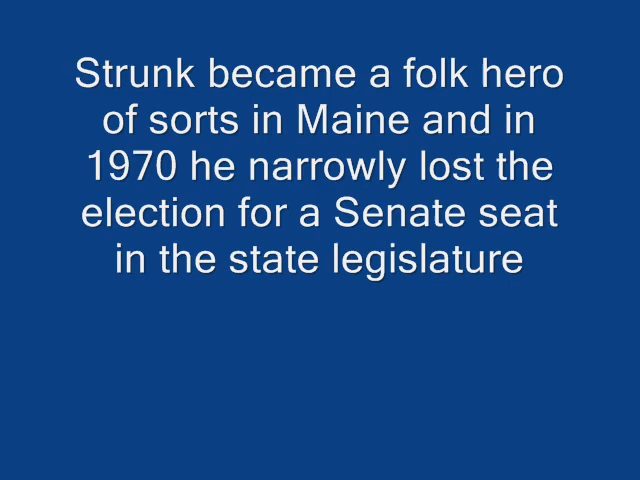 Strunk became a folk hero
of sorts in Maine and in
1970 he narrowly lost the
election for a Senate seat
in the state legislature